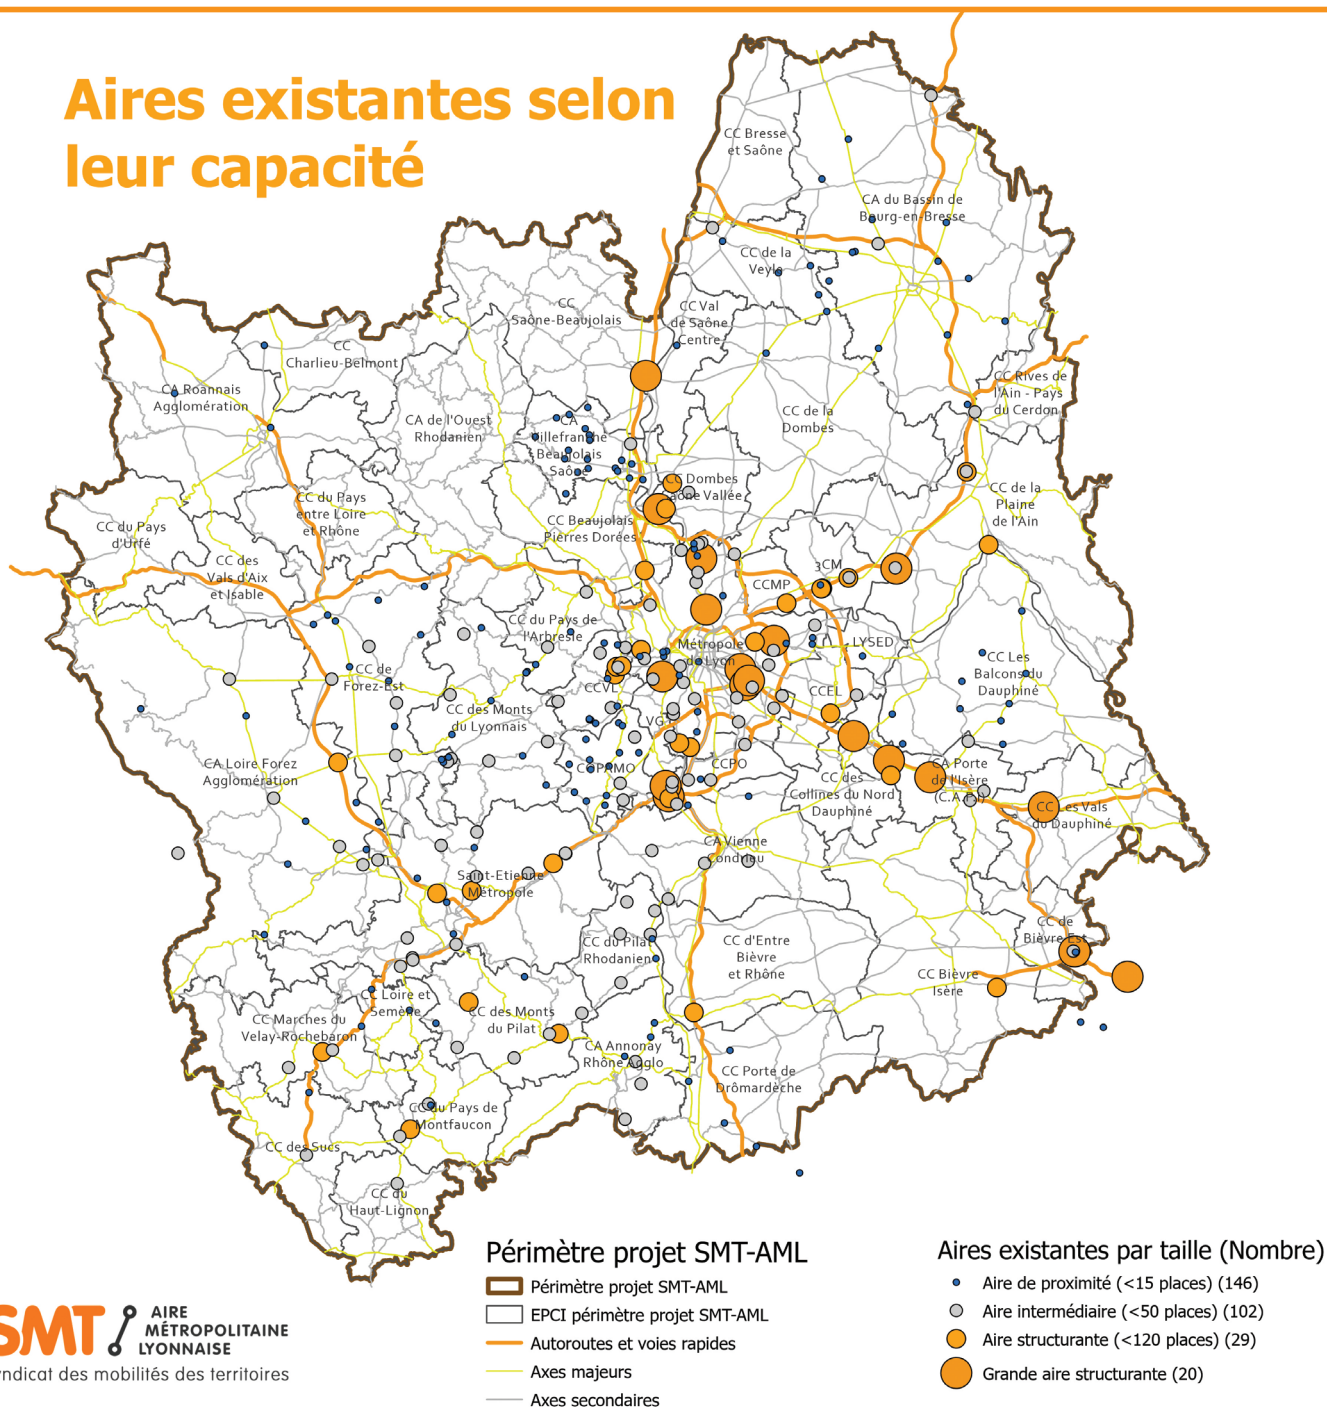 Aires existantes selon
leur capacité
CC Bresse
et Saône
CA du Bassin de
Bourg-en-Bresse
CC de la
Veyle
CC
Saône-Beaujolais
CC Val
de Saône
Centre
CC
Charlieu-Belmont
CA Roannais
Agglomération
CC Rives de
l'Ain - Pays
du Cerdon
CA de l'Ouest
Rhodanien
CA
Villefranche
Beaujolais
Saône
CC de la
Dombes
CC Dombes
Saône Vallée
CC de la
Plaine
de l'Ain
CC du Pays
d'Urfé
CC du Pays
entre Loire
et Rhône
CC Beaujolais
Pierres Dorées
CC des
Vals d'Aix
et Isable
3CM
CCMP
CC du Pays de
l'Arbresle
Métropole
de Lyon
LYSED
CC de
Forez-Est
CC Les
Balcons du
Dauphiné
CCVL
CCEL
CC des Monts
du Lyonnais
VG
CA Loire Forez
Agglomération
COPAMO
CCPO
CC des
Collines du Nord
Dauphiné
CA Porte
de l'Isère
(C.A.P.I)
CC Les Vals
du Dauphiné
CA Vienne
Condrieu
Saint-Etienne
Métropole
CC de
Bièvre Est
CC du Pilat
Rhodanien
CC d'Entre
Bièvre
et Rhône
CC Bièvre
Isère
CC Loire et
Semène
CC Marches du
Velay-Rochebaron
CC des Monts
du Pilat
CA Annonay
Rhône Agglo
CC Porte de
Drômardèche
CC du Pays de
Montfaucon
CC des Sucs
CC du
Haut-Lignon
Périmètre projet SMT-AML
Périmètre projet SMT-AML
EPCI périmètre projet SMT-AML
Autoroutes et voies rapides
Axes majeurs
Axes secondaires
Aires existantes par taille (Nombre)
Aire de proximité (<15 places) (146)
Aire intermédiaire (<50 places) (102)
Aire structurante (<120 places) (29)
Grande aire structurante (20)
SMT
AIRE
MÉTROPOLITAINE
LYONNAISE
yndicat des mobilités des territoires